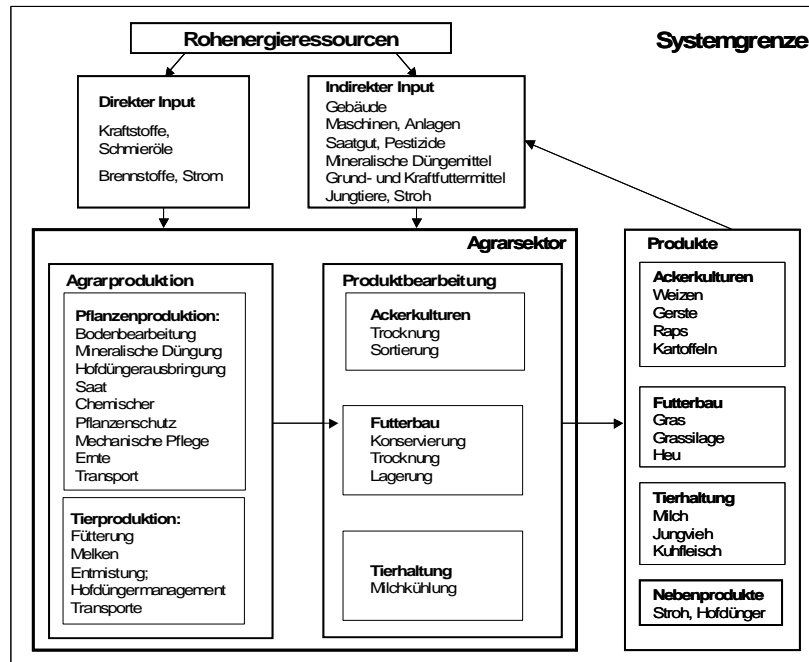 Rohenergieressourcen
Systemgrenze
Direkter Input
Kraftstoffe,
Schmieröle
Brennstoffe, Strom
Indirekter Input
Gebäude
Maschinen, Anlagen
Saatgut, Pestizide
Mineralische Düngemittel
Grund- und Kraftfuttermittel
Jungtiere, Stroh
Agrarsektor
Agrarproduktion
Pflanzenproduktion:
Bodenbearbeitung
Mineralische Düngung
Hofdüngerausbringung
Saat
Chemischer
Pflanzenschutz
Mechanische Pflege
Ernte
Transport
Tierproduktion:
Fütterung
Melken
Entmistung;
Hofdüngermanagement
Transporte
Produktbearbeitung
Ackerkulturen
Trocknung
Sortierung
Futterbau
Konservierung
Trocknung
Lagerung
Tierhaltung
Milchkühlung
Produkte
Ackerkulturen
Weizen
Gerste
Raps
Kartoffeln
Futterbau
Gras
Grassilage
Heu
Tierhaltung
Milch
Jungvieh
Kuhfleisch
Nebenprodukte
Stroh, Hofdünger